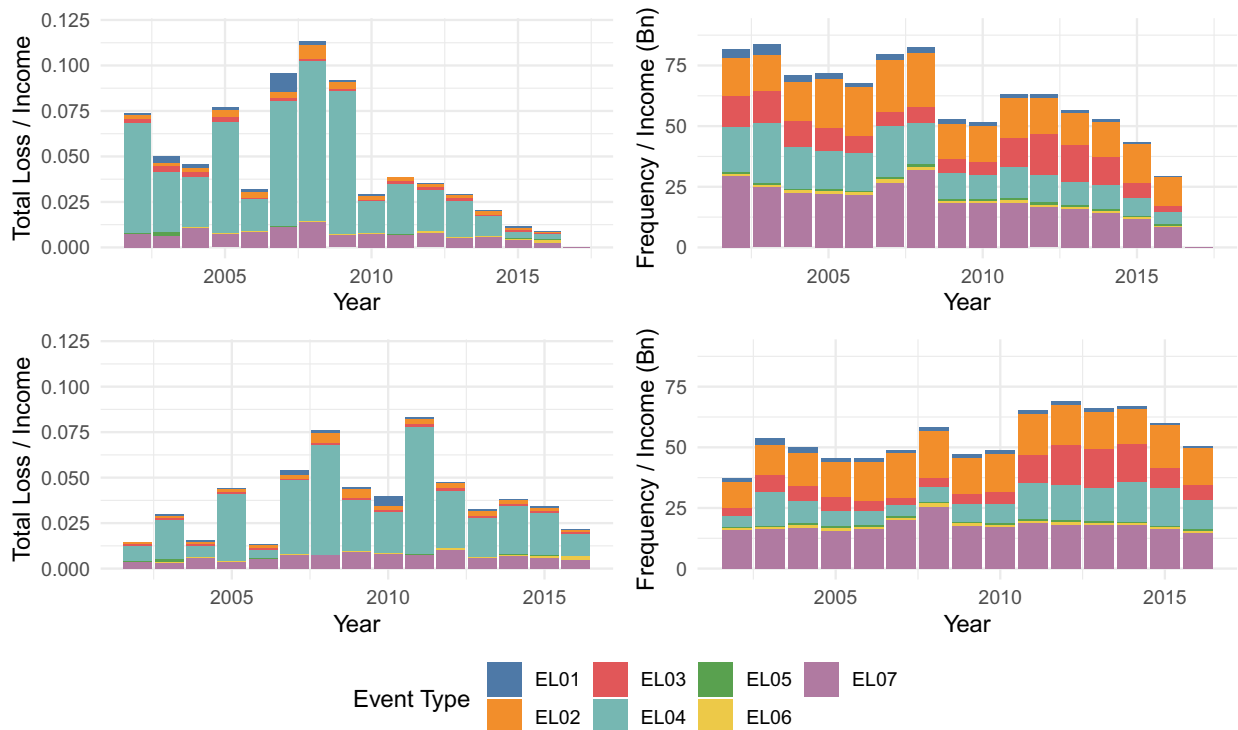 Total Loss / Income
0.125
0.100
0.075
0.050
0.025
0.000
2005 2010 2015
Year
Frequency / Income (Bn)
75
50
25
0
2005 2010 2015
Year
Total Loss / Income
0.125
0.100
0.075
0.050
0.025
0.000
2005 2010 2015
Year
Frequency / Income (Bn)
75
50
25
0
2005 2010 2015
Year
Event Type
EL01 EL03 EL05 EL07
EL02 EL04 EL06